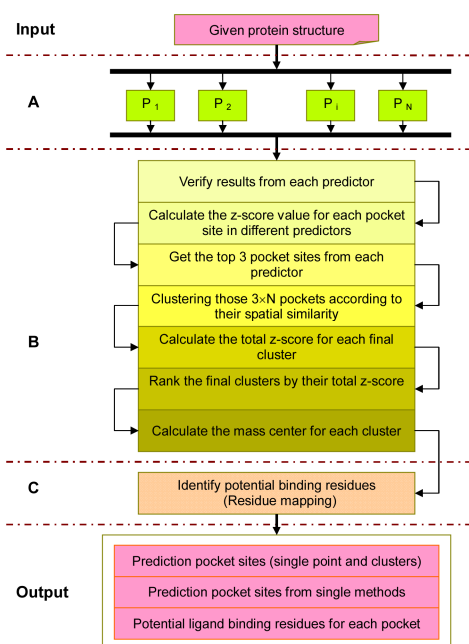 Input
Given protein structure
A
P 1
P 2
P i
P N
B
Verify results from each predictor
Calculate the z-score value for each pocket
site in different predictors
Get the top 3 pocket sites from each
predictor
Clustering those 3×N pockets according to
their spatial similarity
Calculate the total z-score for each final
cluster
Rank the final clusters by their total z-score
Calculate the mass center for each cluster
C
Identify potential binding residues
(Residue mapping)
Output
Prediction pocket sites (single point and clusters)
Prediction pocket sites from single methods
Potential ligand binding residues for each pocket